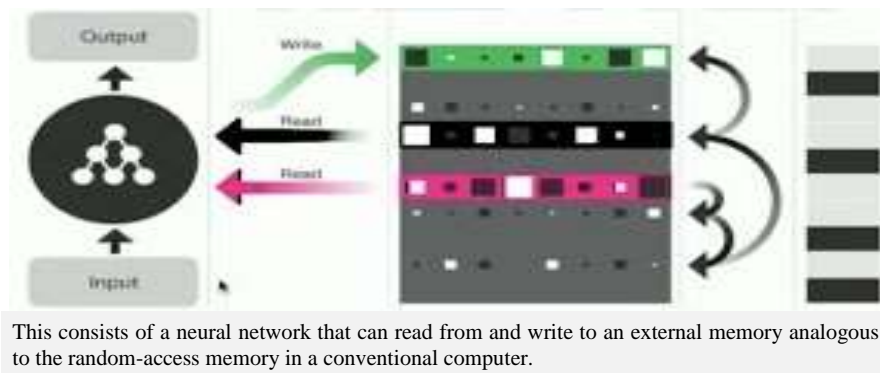 Output
Write
Read
Read
Input
This consists of a neural network that can read from and write to an external memory analogous
to the random-access memory in a conventional computer.